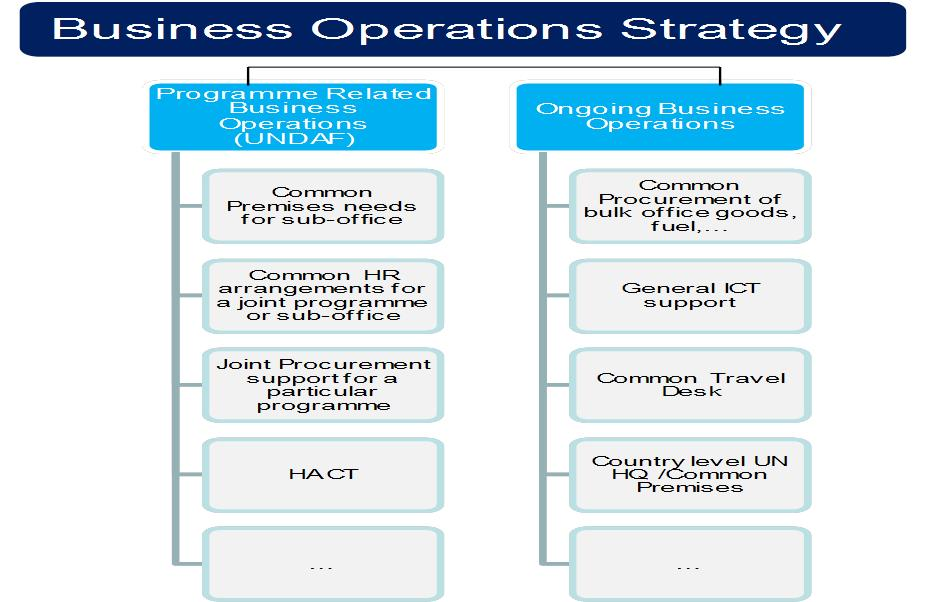 Business Operations Strategy
Programme Related
Business
Operations
(UNDAF)
Common
Premises needs
for sub-office
Common HR
arrangements for
a joint programme
or sub-office
Joint Procurement
support for a
particular
programme
HACT
...
Ongoing Business
Operations
Common
Procurement of
bulk office goods,
fuel,...
General ICT
support
Common Travel
Desk
Country level UN
HQ /Common
Premises
...